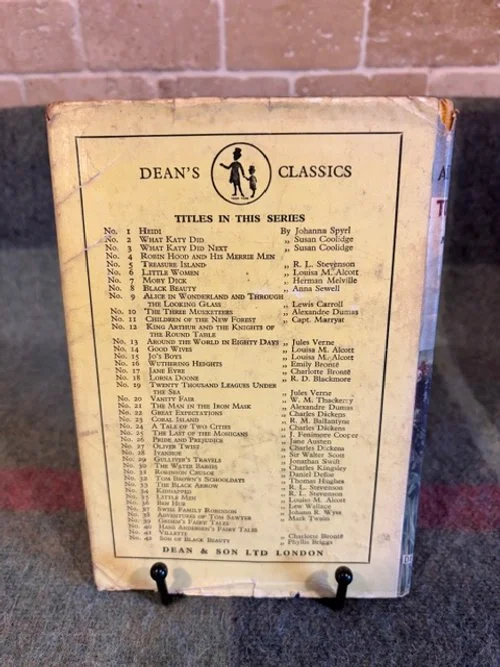 DEAN'S CLASSICS
TITLES IN THIS SERIES
No. 1 HEIDI By Johanna Spyri
No. 2 WHAT KATY DID ,, Susan Coolidge
No. 3 WHAT KATY DID NEXT ,, Susan Coolidge
No. 4 ROBIN HOOD AND HIS MERRIE MEN
No. 5 TREASURE ISLAND ,, R. L. Stevenson
No. 6 LITTLE WOMEN ,, Louisa M. Alcott
No. 7 MOBY DICK ,, Herman Melville
No. 8 BLACK BEAUTY ,, Anna Sewell
No. 9 ALICE IN WONDERLAND AND THROUGH
THE LOOKING GLASS ,, Lewis Carroll
No. 10 THE THREE MUSKETEERS ,, Alexandre Dumas
No. 11 CHILDREN OF THE NEW FOREST ,, Capt. Marryat
No. 12 KING ARTHUR AND THE KNIGHTS OF
THE ROUND TABLE
No. 13 AROUND THE WORLD IN EIGHTY DAYS ,, Jules Verne
No. 14 GOOD WIVES ,, Louisa M. Alcott
No. 15 JO'S BOYS ,, Louisa M. Alcott
No. 16 WUTHERING HEIGHTS ,, Emily Brontë
No. 17 JANE EYRE ,, Charlotte Brontë
No. 18 LORNA DOONE ,, R. D. Blackmore
No. 19 TWENTY THOUSAND LEAGUES UNDER
THE SEA ,, Jules Verne
No. 20 VANITY FAIR ,, W. M. Thackeray
No. 21 THE MAN IN THE IRON MASK ,, Alexandre Dumas
No. 22 GREAT EXPECTATIONS ,, Charles Dickens
No. 23 CORAL ISLAND ,, R. M. Ballantyne
No. 24 A TALE OF TWO CITIES ,, Charles Dickens
No. 25 THE LAST OF THE MOHICANS ,, J. Fenimore Cooper
No. 26 PRIDE AND PREJUDICE ,, Jane Austen
No. 27 OLIVER TWIST ,, Charles Dickens
No. 28 IVANHOE ,, Sir Walter Scott
No. 29 GULLIVER'S TRAVELS ,, Jonathan Swift
No. 30 THE WATER BABIES ,, Charles Kingsley
No. 31 ROBINSON CRUSOE ,, Daniel Defoe
No. 32 TOM BROWN'S SCHOOLDAYS ,, Thomas Hughes
No. 33 THE BLACK ARROW ,, R. L. Stevenson
No. 34 KIDNAPPED ,, R. L. Stevenson
No. 35 LITTLE MEN ,, Louisa M. Alcott
No. 36 BEN HUR ,, Lew Wallace
No. 37 SWISS FAMILY ROBINSON ,, Johann R. Wyss
No. 38 ADVENTURES OF TOM SAWYER ,, Mark Twain
No. 39 GRIMM'S FAIRY TALES
No. 40 HANS ANDERSEN'S FAIRY TALES
No. 41 VILLETTE ,, Charlotte Brontë
No. 42 SON OF BLACK BEAUTY ,, Phyllis Briggs
DEAN & SON LTD LONDON